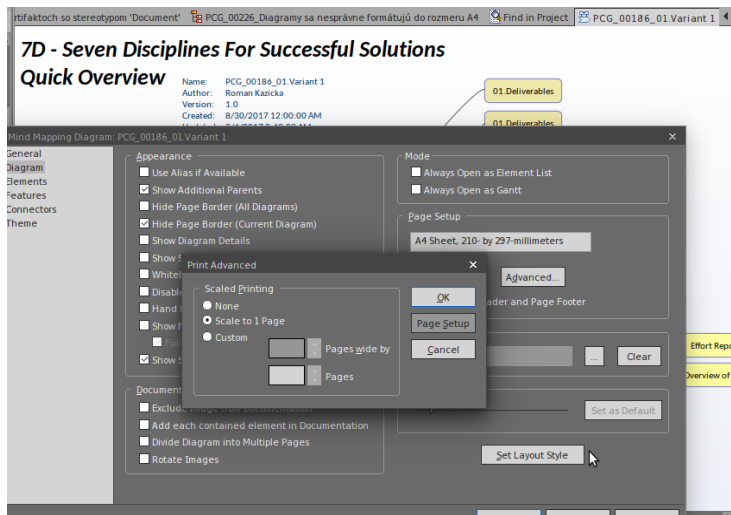 rtifaktoch so stereotypom 'Document' PCG_00226_Diagramy sa nesprávne formátujú do rozmeru A4 Find in Project PCG_00186_01.Variant 1
7D - Seven Disciplines For Successful Solutions
Quick Overview
Name: PCG_00186_01.Variant 1
Author: Roman Kazicka
Version: 1.0
Created: 8/30/2017 12:00:00 AM
01.Deliverables
01.Deliverables
Mind Mapping Diagram: PCG_00186_01.Variant 1
General
Diagram
Elements
Features
Connectors
Theme
Appearance
Use Alias if Available
Show Additional Parents
Hide Page Border (All Diagrams)
Hide Page Border (Current Diagram)
Show Diagram Details
Show S
White
Disabl
Hand
Show
Show S
Mode
Always Open as Element List
Always Open as Gantt
Page Setup
A4 Sheet, 210- by 297-millimeters
Advanced...
ader and Page Footer
... Clear
Set as Default
Set Layout Style
Print Advanced
Scaled Printing
None
Scale to 1 Page
Custom
Pages wide by
Pages
OK
Page Setup
Cancel
Document
Exclude Image from Documentation
Add each contained element in Documentation
Divide Diagram into Multiple Pages
Rotate Images
Effort Repo
Overview of